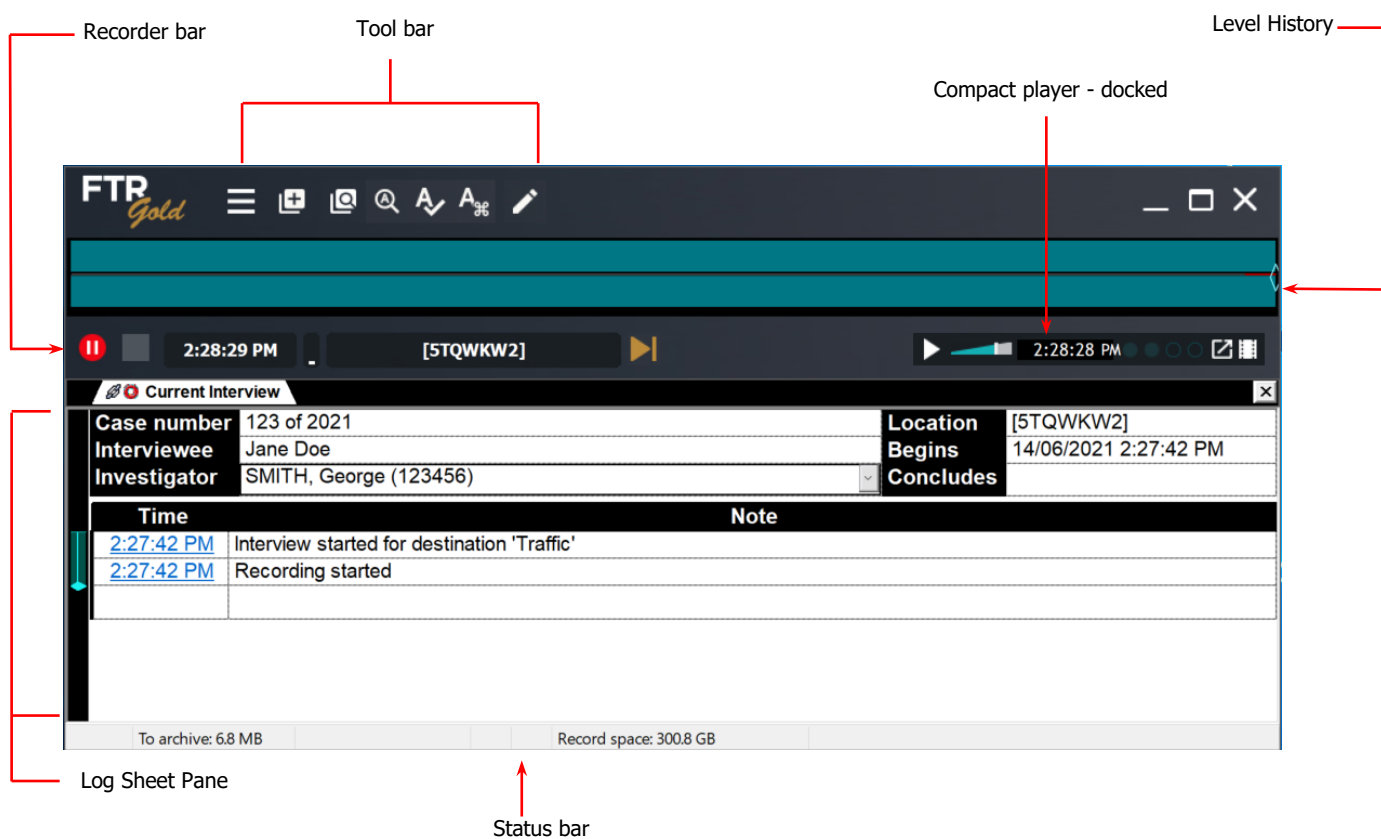 Recorder bar
Tool bar
Level History
Compact player - docked
FTR
Gold
2:28:29 PM
[5TQWKW2]
2:28:28 PM
Current Interview
Case number 123 of 2021 Location [5TQWKW2]
Interviewee Jane Doe Begins 14/06/2021 2:27:42 PM
Investigator SMITH, George (123456) Concludes
Time Note
2:27:42 PM Interview started for destination 'Traffic'
2:27:42 PM Recording started
To archive: 6.8 MB Record space: 300.8 GB
Log Sheet Pane
Status bar